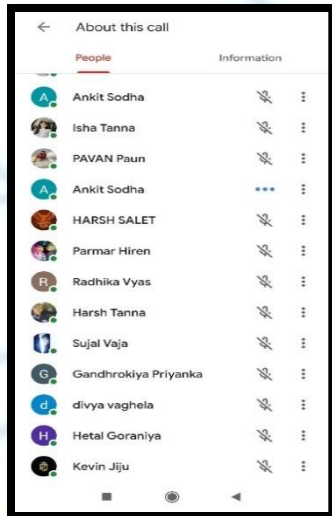 About this call
People Information
A Ankit Sodha
Isha Tanna
PAVAN Paun
A Ankit Sodha
HARSH SALET
Parmar Hiren
R Radhika Vyas
Harsh Tanna
Sujal Vaja
G Gandhrokiya Priyanka
d divya vaghela
H Hetal Goraniya
Kevin Jiju